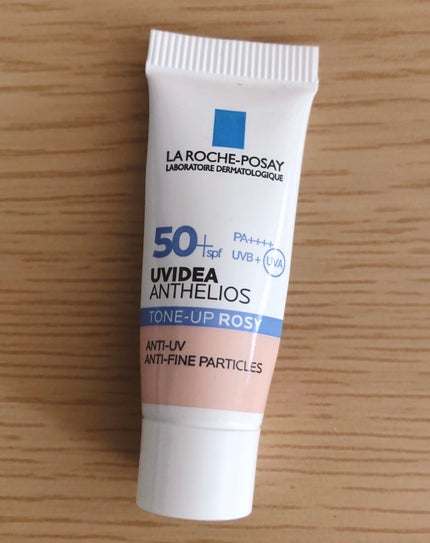 LA ROCHE-POSAY
LABORATOIRE DERMATOLOGIQUE
50+ spf PA++++
UVB + UVA
UVIDEA
ANTHELIOS
TONE-UP ROSY
ANTI-UV
ANTI-FINE PARTICLES